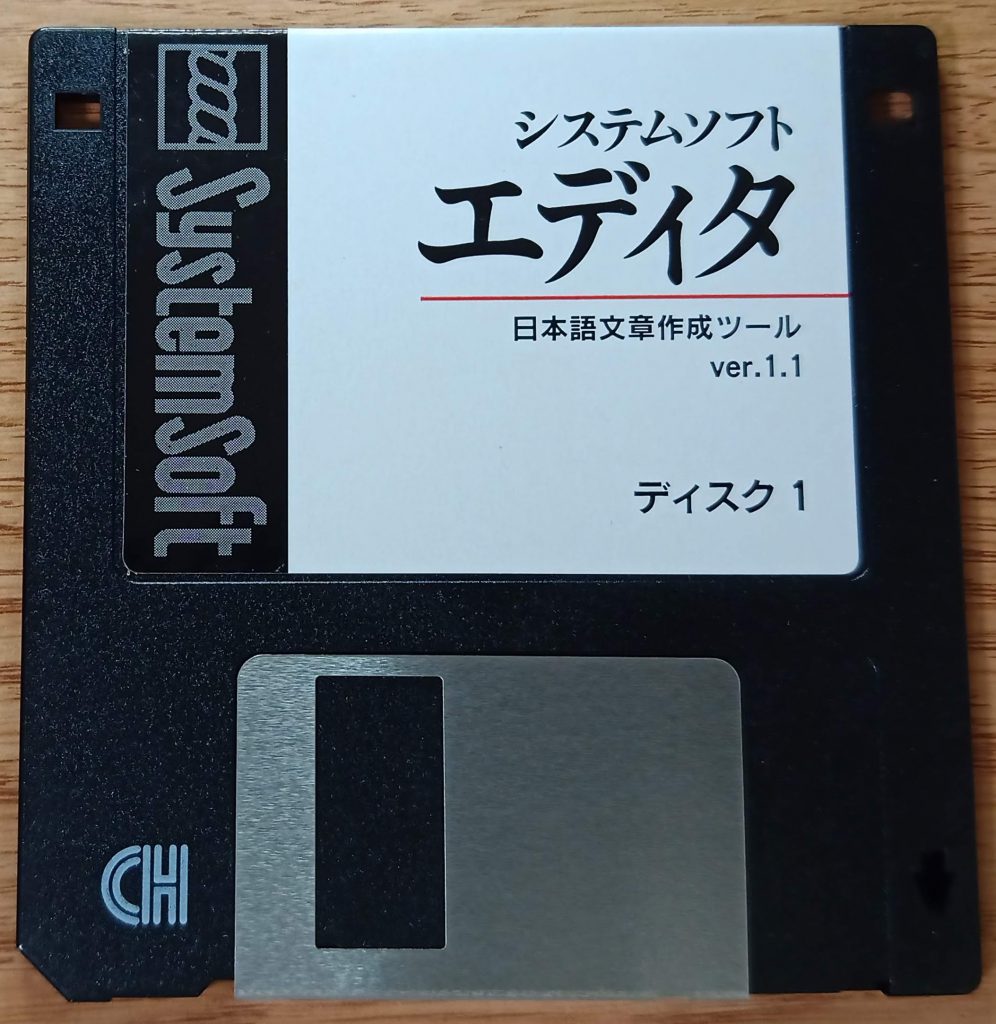 SystemSoft
システムソフト
エディタ
日本語文章作成ツール
ver.1.1
ディスク 1
CH